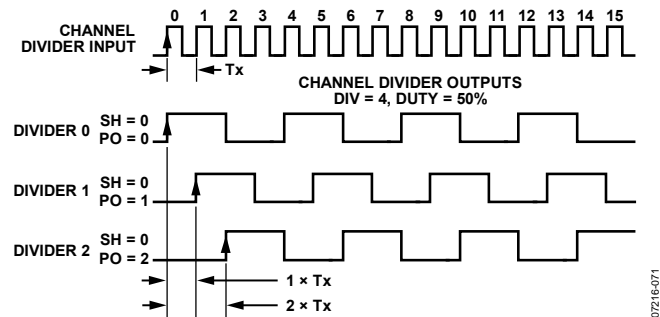 0 1 2 3 4 5 6 7 8 9 10 11 12 13 14 15
CHANNEL
DIVIDER INPUT
Tx
CHANNEL DIVIDER OUTPUTS
DIV = 4, DUTY = 50%
DIVIDER 0
SH = 0
PO = 0
DIVIDER 1
SH = 0
PO = 1
DIVIDER 2
SH = 0
PO = 2
1 × Tx
2 × Tx
07216-071